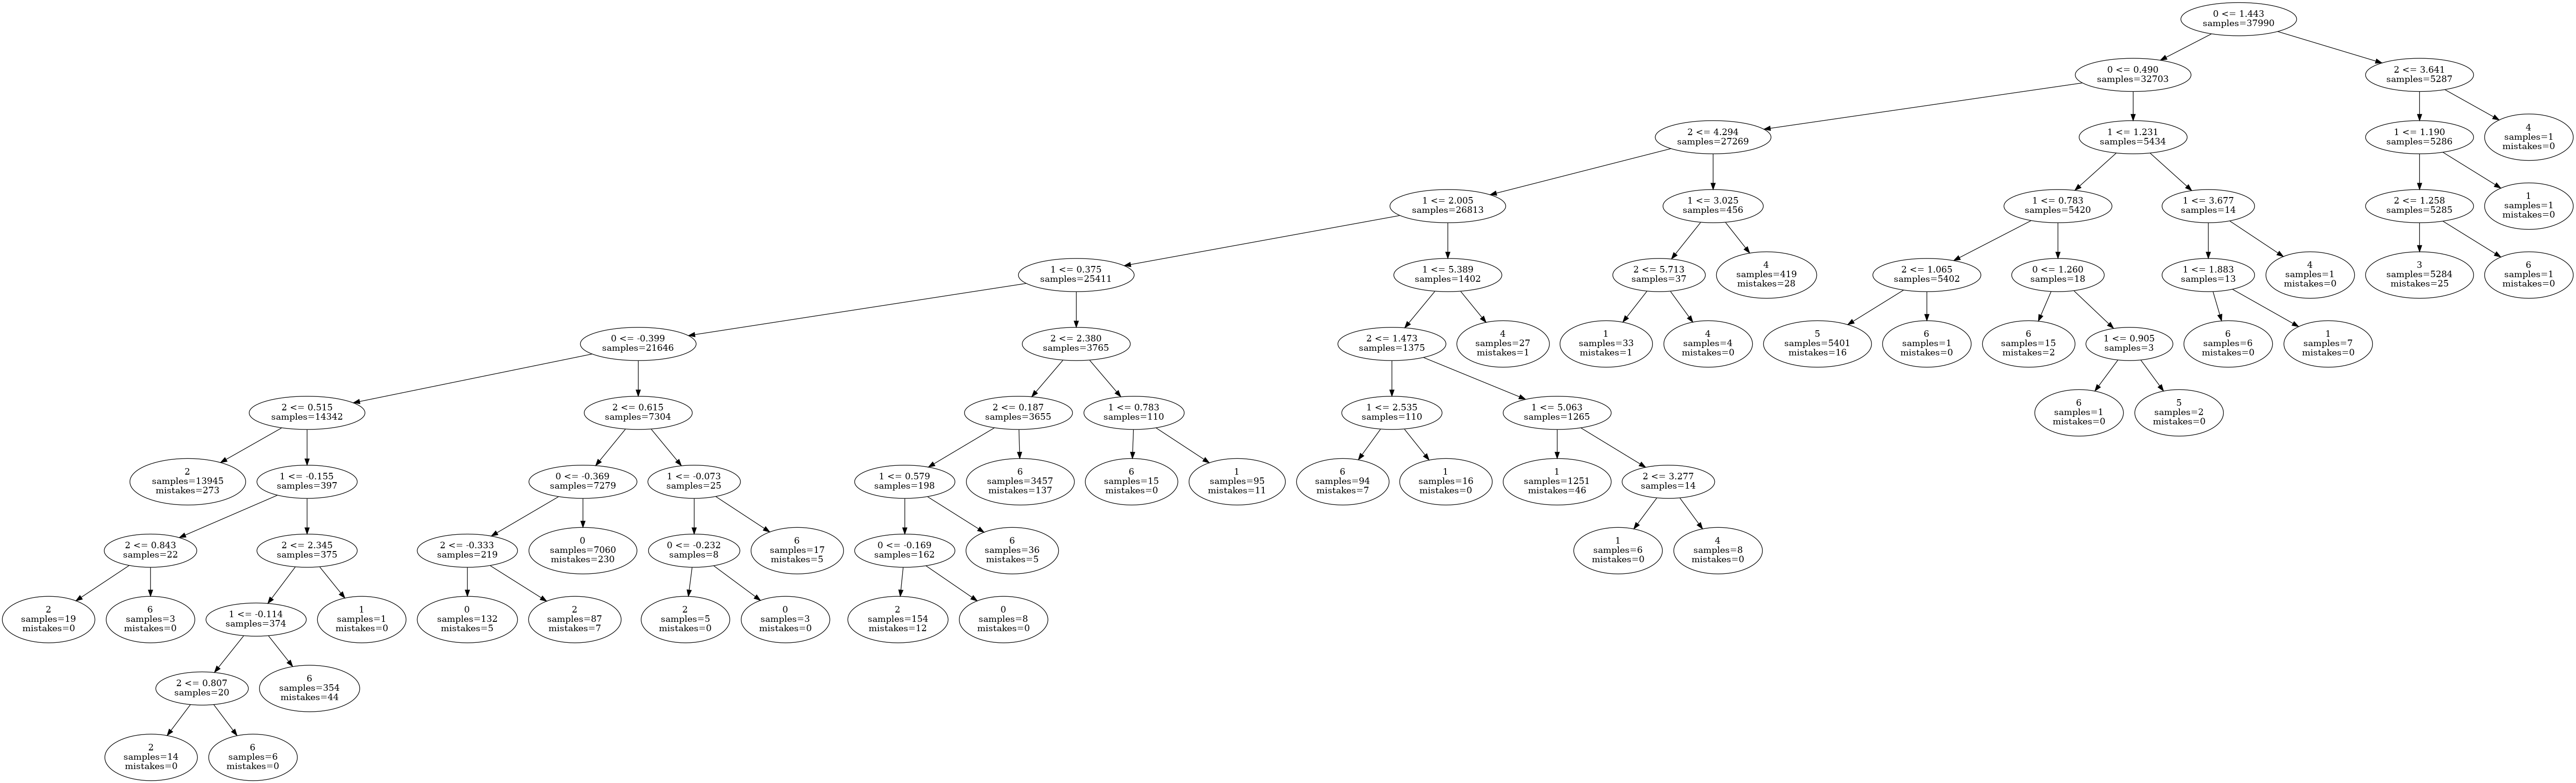 0 <= 1.443
samples=37990
0 <= 0.490
samples=32703
2 <= 3.641
samples=5287
2 <= 4.294
samples=27269
1 <= 1.231
samples=5434
1 <= 1.190
samples=5286
4
samples=1
mistakes=0
1 <= 2.005
samples=26813
1 <= 3.025
samples=456
1 <= 0.783
samples=5420
1 <= 3.677
samples=14
2 <= 1.258
samples=5285
1
samples=1
mistakes=0
1 <= 0.375
samples=25411
1 <= 5.389
samples=1402
2 <= 5.713
samples=37
4
samples=419
mistakes=28
2 <= 1.065
samples=5402
0 <= 1.260
samples=18
1 <= 1.883
samples=13
4
samples=1
mistakes=0
3
samples=5284
mistakes=25
6
samples=1
mistakes=0
0 <= -0.399
samples=21646
2 <= 2.380
samples=3765
2 <= 1.473
samples=1375
4
samples=27
mistakes=1
1
samples=33
mistakes=1
4
samples=4
mistakes=0
5
samples=5401
mistakes=16
6
samples=1
mistakes=0
6
samples=15
mistakes=2
1 <= 0.905
samples=3
6
samples=6
mistakes=0
1
samples=7
mistakes=0
2 <= 0.515
samples=14342
2 <= 0.615
samples=7304
2 <= 0.187
samples=3655
1 <= 0.783
samples=110
1 <= 2.535
samples=110
1 <= 5.063
samples=1265
6
samples=1
mistakes=0
5
samples=2
mistakes=0
2
samples=13945
mistakes=273
1 <= -0.155
samples=397
0 <= -0.369
samples=7279
1 <= -0.073
samples=25
1 <= 0.579
samples=198
6
samples=3457
mistakes=137
6
samples=15
mistakes=0
1
samples=95
mistakes=11
6
samples=94
mistakes=7
1
samples=16
mistakes=0
1
samples=1251
mistakes=46
2 <= 3.277
samples=14
2 <= 0.843
samples=22
2 <= 2.345
samples=375
2 <= -0.333
samples=219
0
samples=7060
mistakes=230
0 <= -0.232
samples=8
6
samples=17
mistakes=5
0 <= -0.169
samples=162
6
samples=36
mistakes=5
1
samples=6
mistakes=0
4
samples=8
mistakes=0
2
samples=19
mistakes=0
6
samples=3
mistakes=0
1 <= -0.114
samples=374
1
samples=1
mistakes=0
0
samples=132
mistakes=5
2
samples=87
mistakes=7
2
samples=5
mistakes=0
0
samples=3
mistakes=0
2
samples=154
mistakes=12
0
samples=8
mistakes=0
2 <= 0.807
samples=20
6
samples=354
mistakes=44
2
samples=14
mistakes=0
6
samples=6
mistakes=0